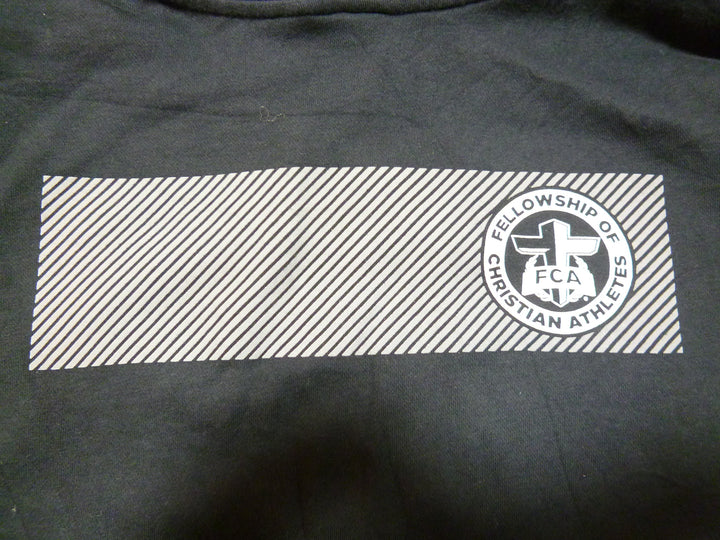 FELLOWSHIP OF
CHRISTIAN ATHLETES
FCA